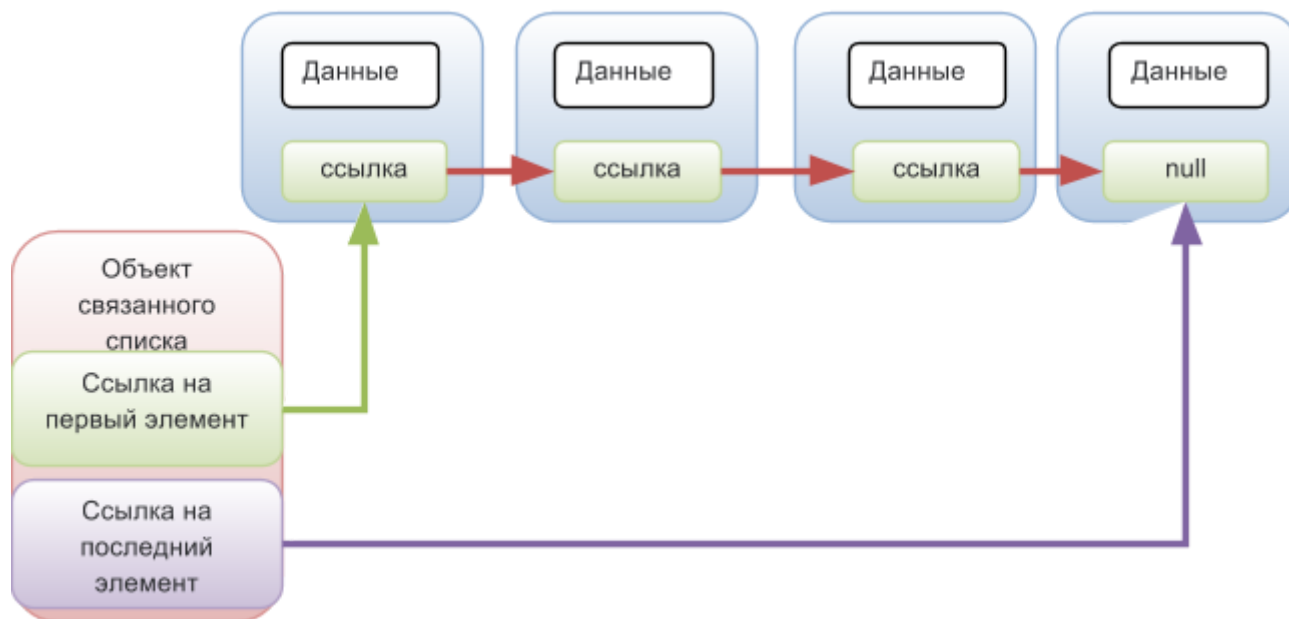 Данные
Данные
Данные
Данные
ссылка
ссылка
ссылка
null
Объект
связанного
списка
Ссылка на
первый элемент
Ссылка на
последний
элемент